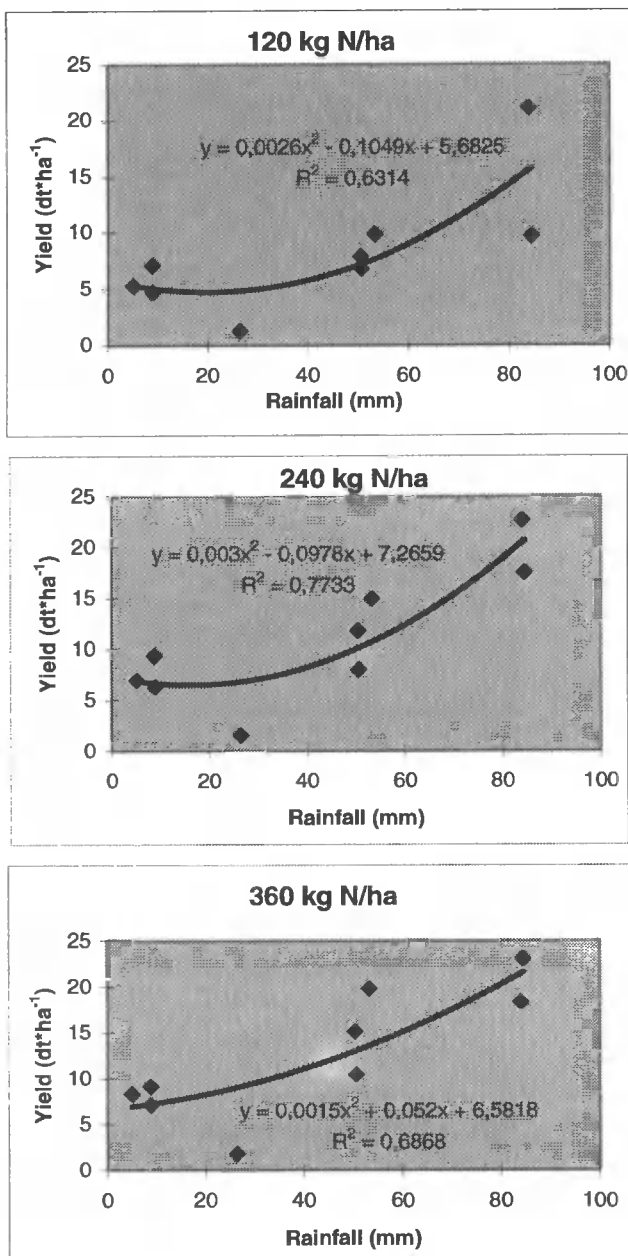 120 kg N/ha
25
20
15
10
5
0
Yield (dt*ha⁻¹)
y = 0,0026x² - 0,1049x + 5,6825
R² = 0,6314
0 20 40 60 80 100
Rainfall (mm)
240 kg N/ha
25
20
15
10
5
0
Yield (dt*ha⁻¹)
y = 0,003x² - 0,0978x + 7,2659
R² = 0,7733
0 20 40 60 80 100
Rainfall (mm)
360 kg N/ha
25
20
15
10
5
0
Yield (dt*ha⁻¹)
y = 0,0015x² + 0,052x + 6,5818
R² = 0,6868
0 20 40 60 80 100
Rainfall (mm)